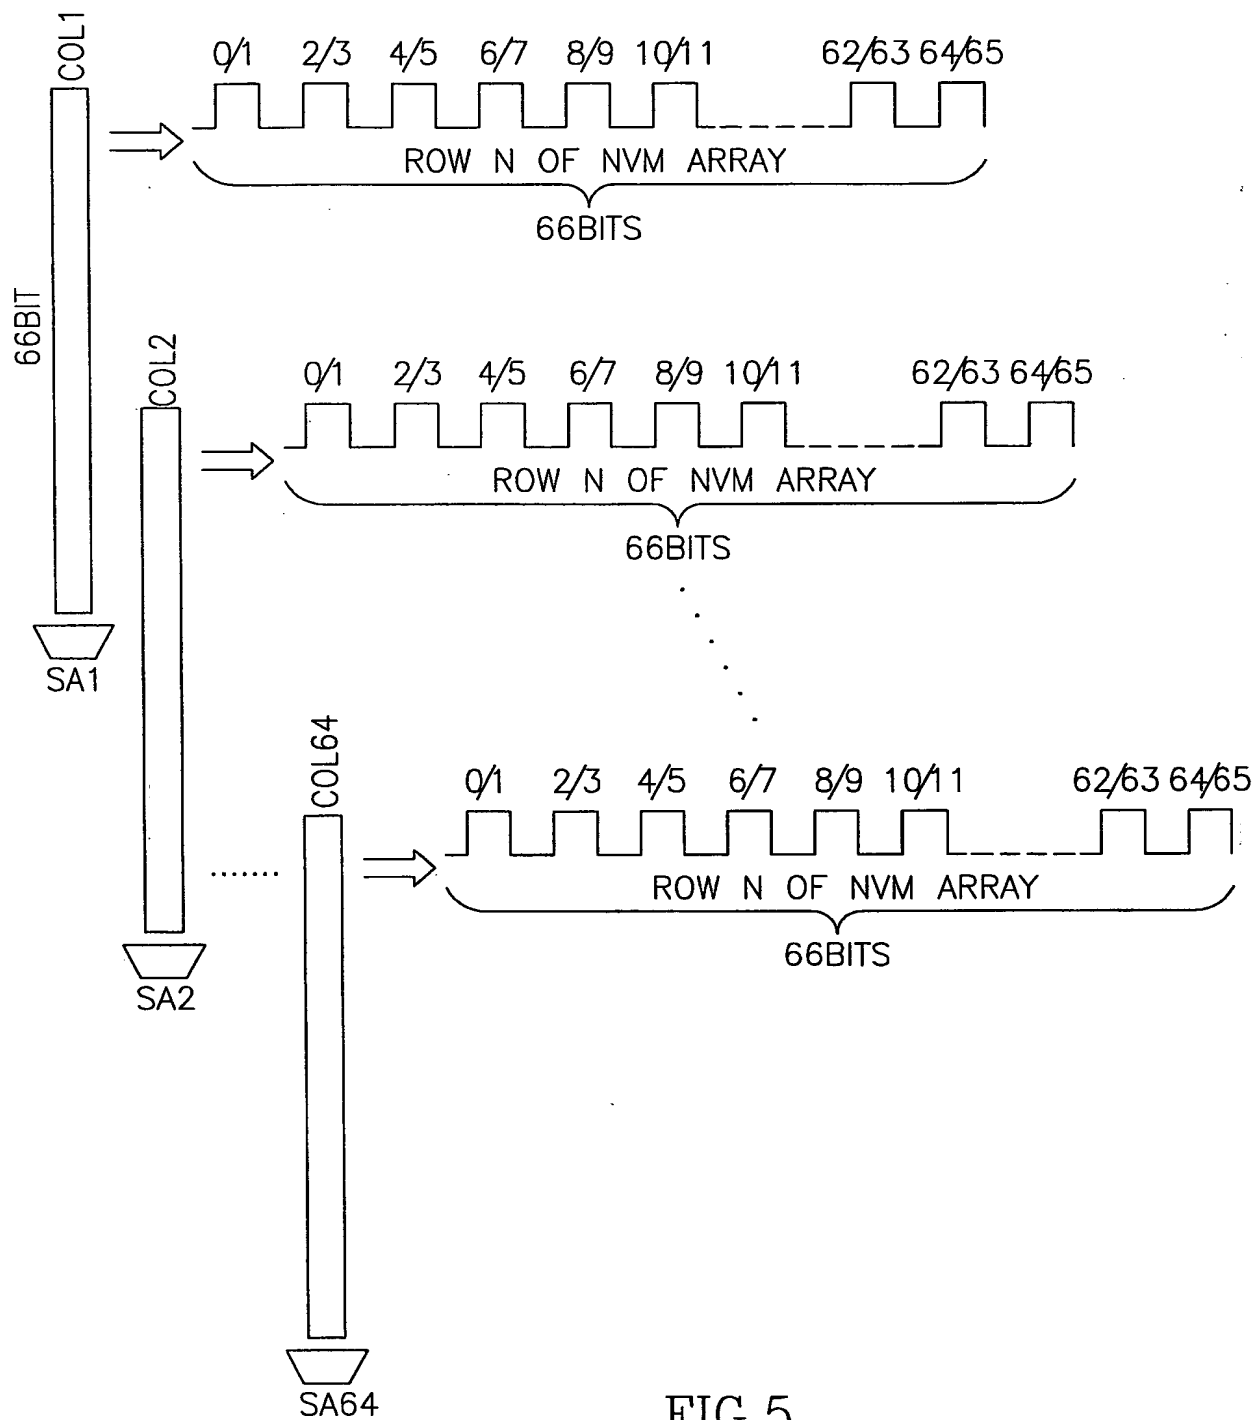 COL1
0/1 2/3 4/5 6/7 8/9 10/11 62/63 64/65
ROW N OF NVM ARRAY
66BITS
66BIT
COL2
0/1 2/3 4/5 6/7 8/9 10/11 62/63 64/65
ROW N OF NVM ARRAY
66BITS
SA1
COL64
0/1 2/3 4/5 6/7 8/9 10/11 62/63 64/65
ROW N OF NVM ARRAY
66BITS
SA2
SA64
FIG.5